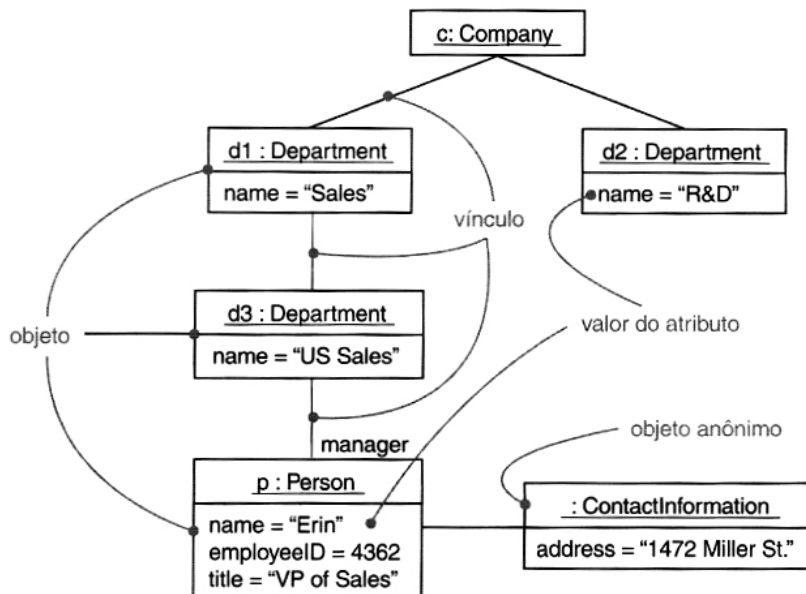 c: Company
d1 : Department
name = “Sales”
d2 : Department
name = “R&D”
vínculo
d3 : Department
name = “US Sales”
objeto
valor do atributo
manager
objeto anônimo
p : Person
name = “Erin”
employeeID = 4362
title = “VP of Sales”
: ContactInformation
address = “1472 Miller St.”